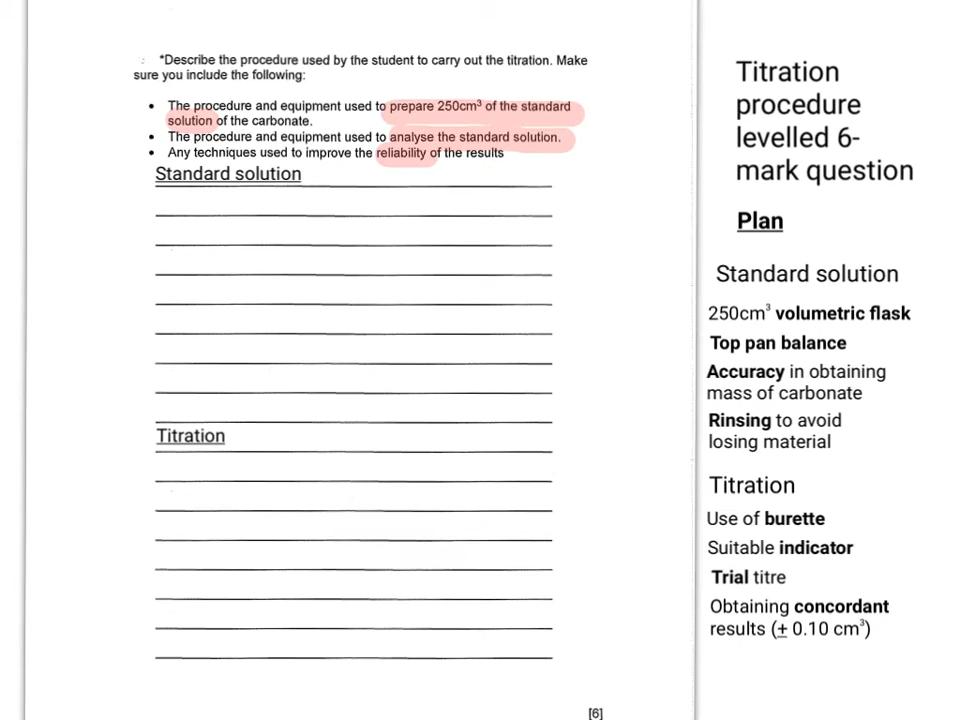 *Describe the procedure used by the student to carry out the titration. Make
sure you include the following:
• The procedure and equipment used to prepare 250cm³ of the standard
solution of the carbonate.
• The procedure and equipment used to analyse the standard solution.
• Any techniques used to improve the reliability of the results
Standard solution
Titration
[6]
Titration
procedure
levelled 6-
mark question
Plan
Standard solution
250cm³ volumetric flask
Top pan balance
Accuracy in obtaining
mass of carbonate
Rinsing to avoid
losing material
Titration
Use of burette
Suitable indicator
Trial titre
Obtaining concordant
results (± 0.10 cm³)